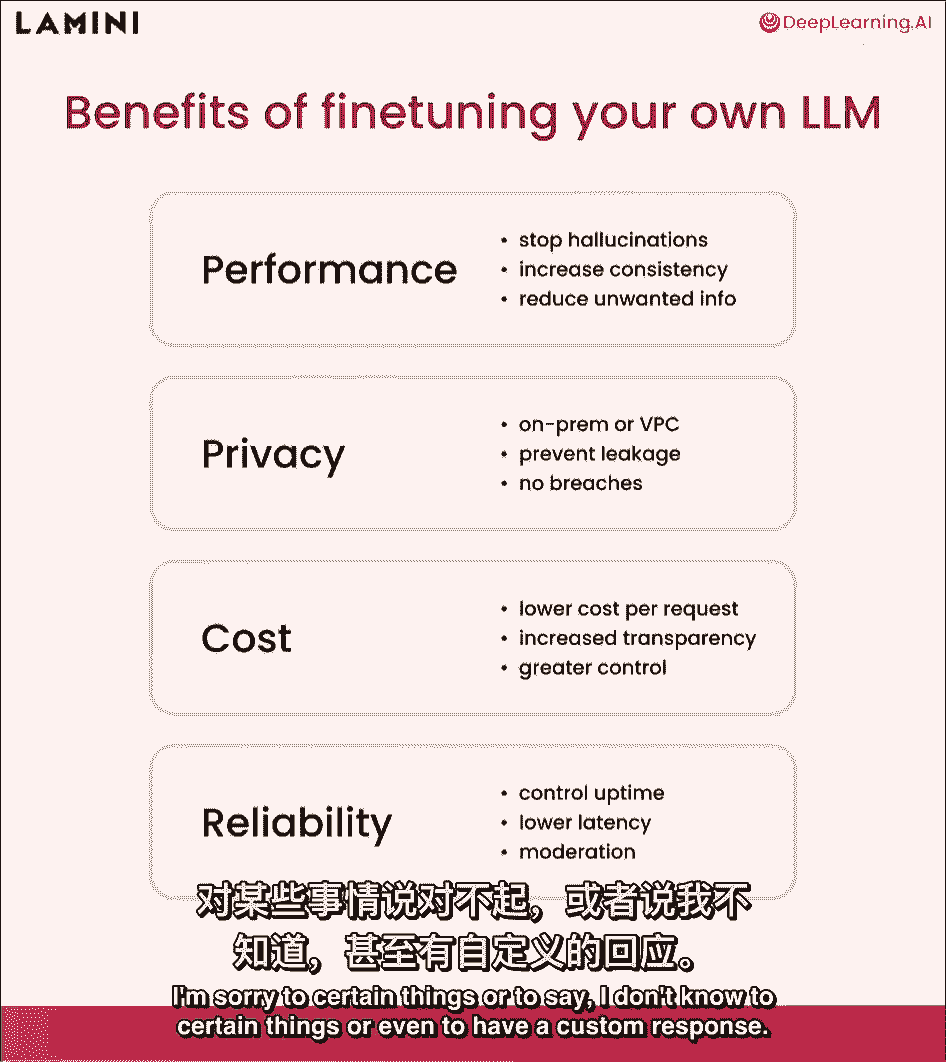 LAMINI
DeepLearning.AI
Benefits of finetuning your own LLM
Performance
• stop hallucinations
• increase consistency
• reduce unwanted info
Privacy
• on-prem or VPC
• prevent leakage
• no breaches
Cost
• lower cost per request
• increased transparency
• greater control
Reliability
• control uptime
• lower latency
• moderation
对某些事情说对不起，或者说我不
知道，甚至有自定义的回应。
I'm sorry to certain things or to say, I don't know to
certain things or even to have a custom response.